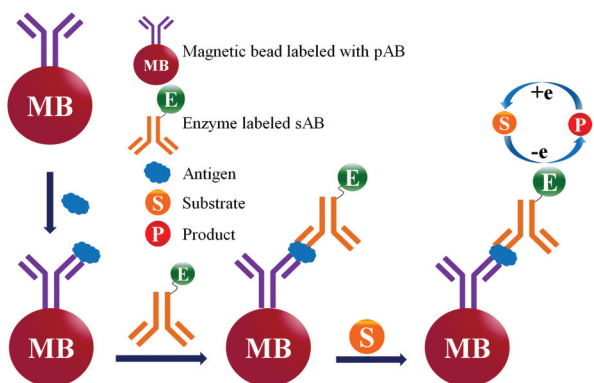 MB
MB
Magnetic bead labeled with pAB
E
Enzyme labeled sAB
Antigen
S
Substrate
P
Product
+e
S
P
-e
E
E
E
MB
MB
S
MB